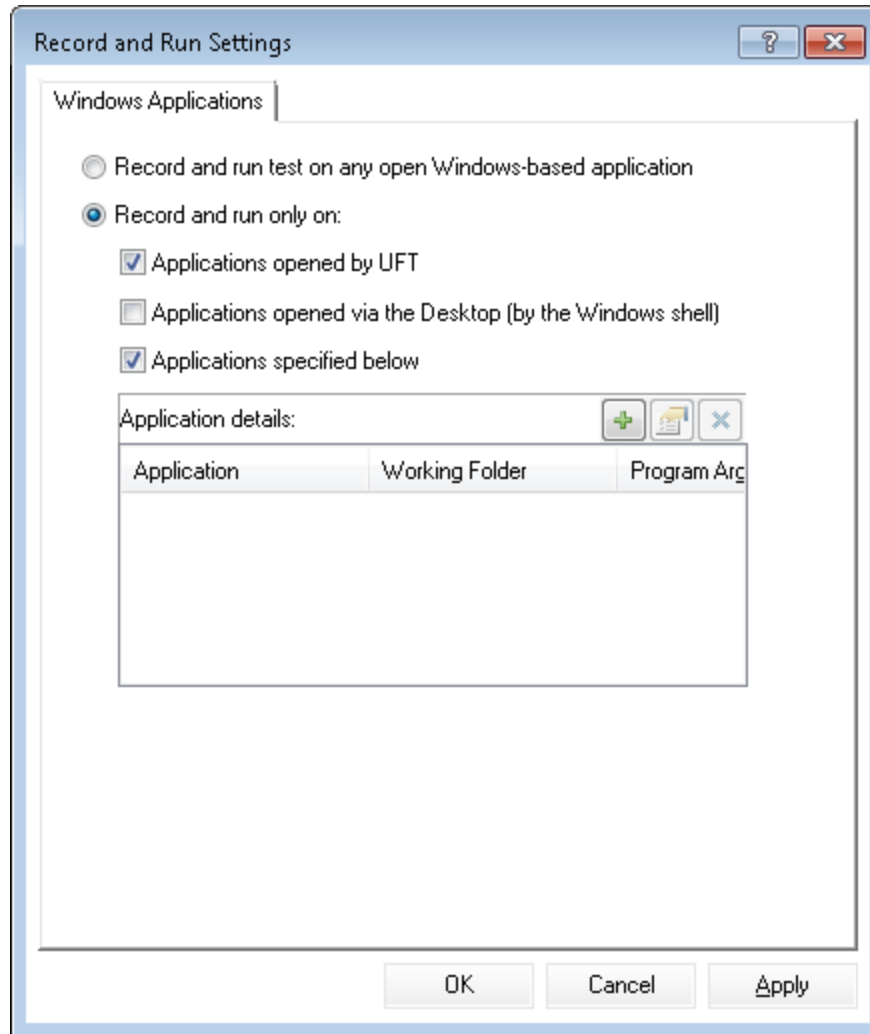 Record and Run Settings
Windows Applications
Record and run test on any open Windows-based application
Record and run only on:
Applications opened by UFT
Applications opened via the Desktop (by the Windows shell)
Applications specified below
Application details:
Application Working Folder Program Arg
OK Cancel Apply